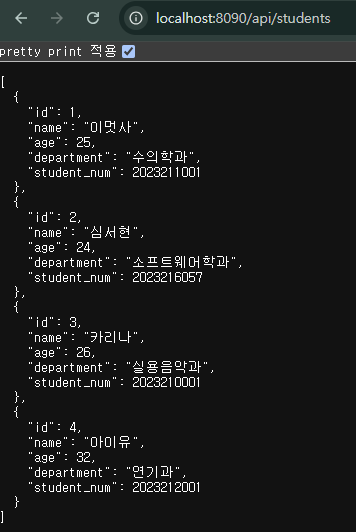 localhost:8090/api/students
pretty print 적용
[
  {
    "id": 1,
    "name": "이멋사",
    "age": 25,
    "department": "수의학과",
    "student_num": 2023211001
  },
  {
    "id": 2,
    "name": "심서현",
    "age": 24,
    "department": "소프트웨어학과",
    "student_num": 2023216057
  },
  {
    "id": 3,
    "name": "카리나",
    "age": 26,
    "department": "실용음악과",
    "student_num": 2023210001
  },
  {
    "id": 4,
    "name": "아이유",
    "age": 32,
    "department": "연기과",
    "student_num": 2023212001
  }
]